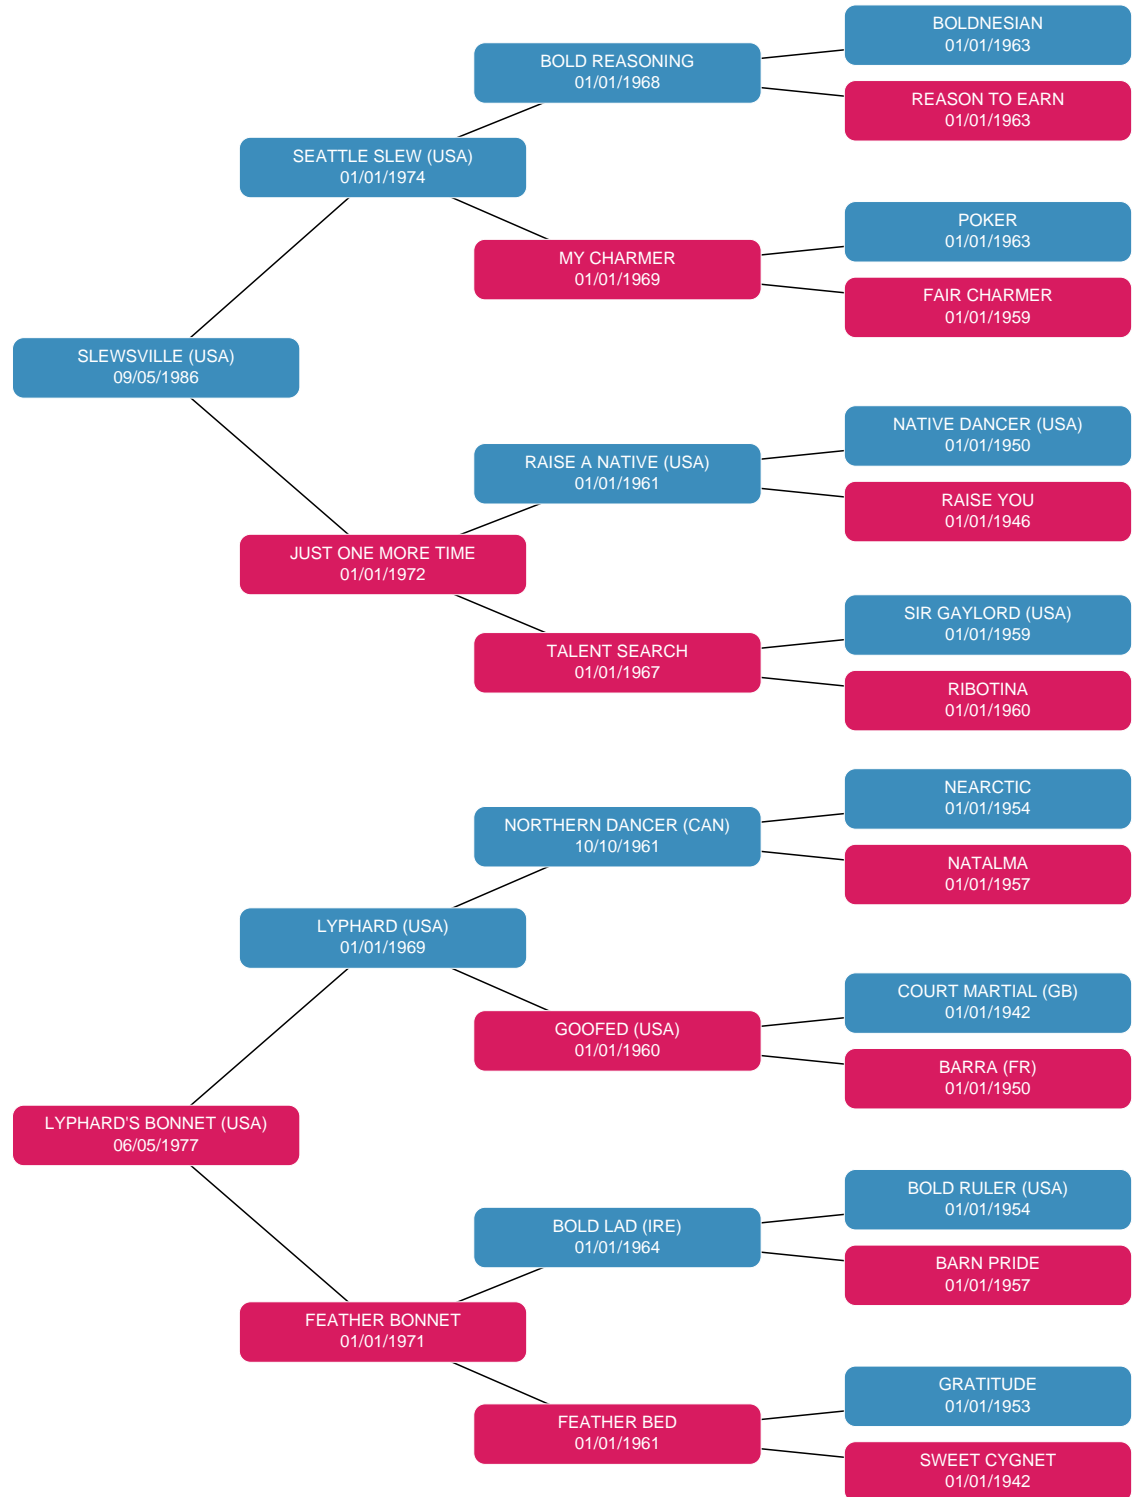 BOLDNESIAN
01/01/1963
BOLD REASONING
01/01/1968
REASON TO EARN
01/01/1963
SEATTLE SLEW (USA)
01/01/1974
POKER
01/01/1963
MY CHARMER
01/01/1969
FAIR CHARMER
01/01/1959
SLEWSVILLE (USA)
09/05/1986
NATIVE DANCER (USA)
01/01/1950
RAISE A NATIVE (USA)
01/01/1961
RAISE YOU
01/01/1946
JUST ONE MORE TIME
01/01/1972
SIR GAYLORD (USA)
01/01/1959
TALENT SEARCH
01/01/1967
RIBOTINA
01/01/1960
NEARCTIC
01/01/1954
NORTHERN DANCER (CAN)
10/10/1961
NATALMA
01/01/1957
LYPHARD (USA)
01/01/1969
COURT MARTIAL (GB)
01/01/1942
GOOFED (USA)
01/01/1960
BARRA (FR)
01/01/1950
LYPHARD'S BONNET (USA)
06/05/1977
BOLD RULER (USA)
01/01/1954
BOLD LAD (IRE)
01/01/1964
BARN PRIDE
01/01/1957
FEATHER BONNET
01/01/1971
GRATITUDE
01/01/1953
FEATHER BED
01/01/1961
SWEET CYGNET
01/01/1942